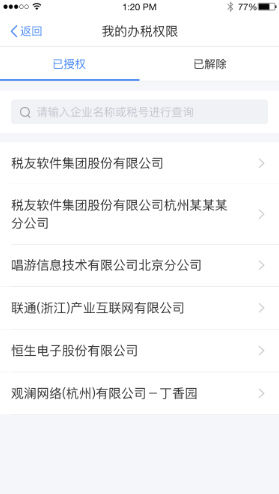 1:20 PM 77%
返回 我的办税权限
已授权 已解除
请输入企业名称或税号进行查询
税友软件集团股份有限公司
税友软件集团股份有限公司杭州某某某
分公司
唱游信息技术有限公司北京分公司
联通(浙江)产业互联网有限公司
恒生电子股份有限公司
观澜网络(杭州)有限公司－丁香园